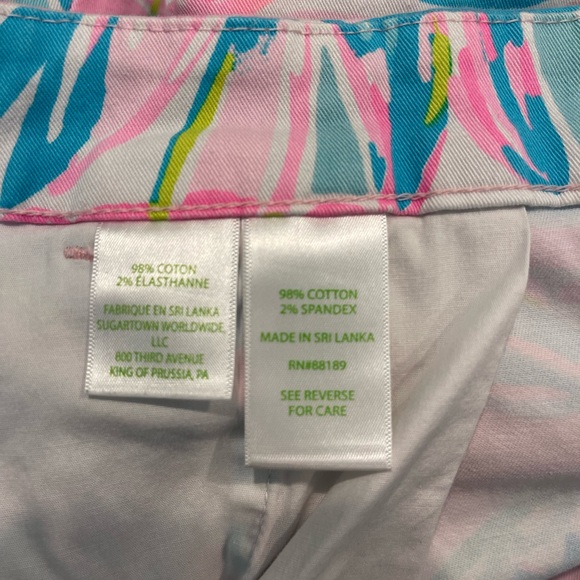 98% COTON
2% ÉLASTHANNE
FABRIQUE EN SRI LANKA
SUGARTOWN WORLDWIDE,
LLC
800 THIRD AVENUE
KING OF PRUSSIA, PA
98% COTTON
2% SPANDEX
MADE IN SRI LANKA
RN#88189
SEE REVERSE
FOR CARE